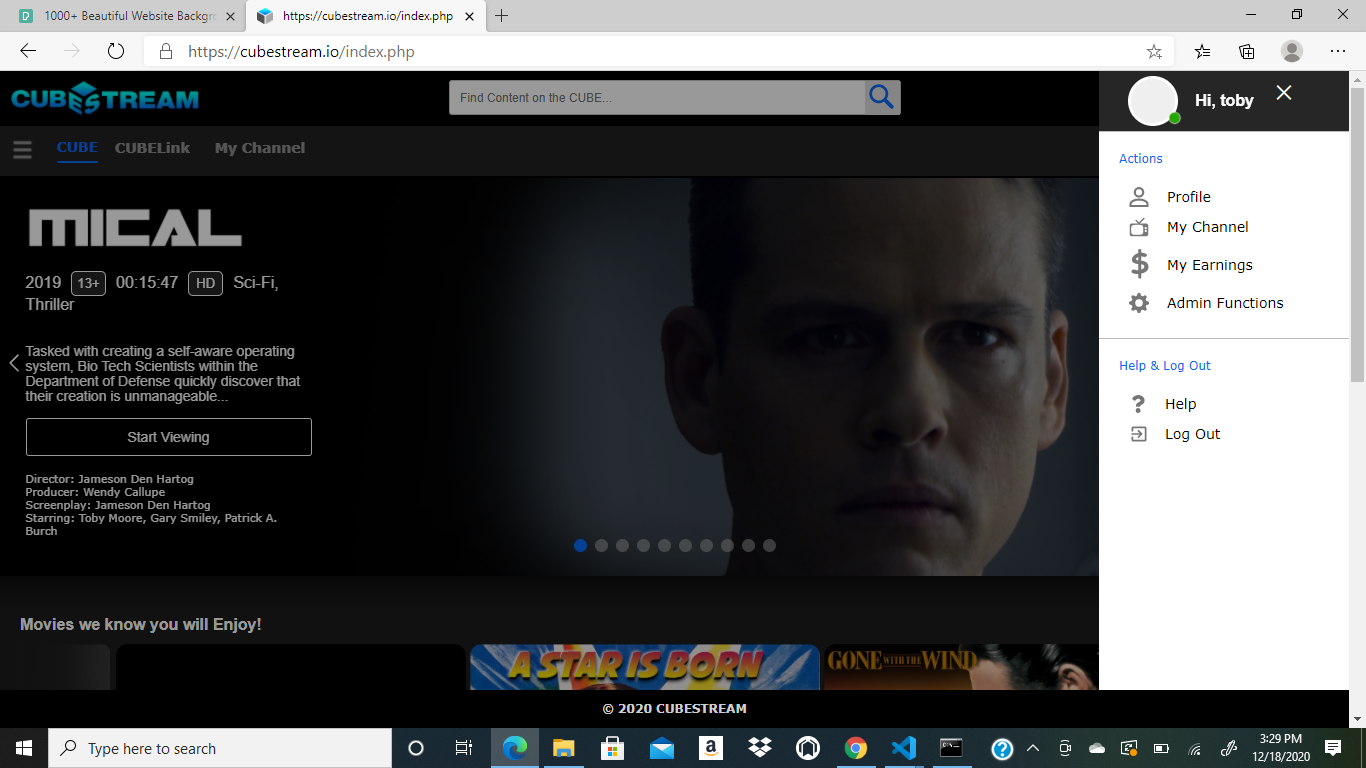 1000+ Beautiful Website Backgro
https://cubestream.io/index.php
https://cubestream.io/index.php
CUBESTREAM
Find Content on the CUBE...
Hi, toby
CUBE
CUBELink
My Channel
Actions
Profile
My Channel
My Earnings
Admin Functions
Help & Log Out
Help
Log Out
MICAL
2019 13+ 00:15:47 HD Sci-Fi,
Thriller
Tasked with creating a self-aware operating
system, Bio Tech Scientists within the
Department of Defense quickly discover that
their creation is unmanageable...
Start Viewing
Director: Jameson Den Hartog
Producer: Wendy Callupe
Screenplay: Jameson Den Hartog
Starring: Toby Moore, Gary Smiley, Patrick A.
Burch
Movies we know you will Enjoy!
A STAR IS BORN
GONE WITH THE WIND
© 2020 CUBESTREAM
Type here to search
3:29 PM
12/18/2020